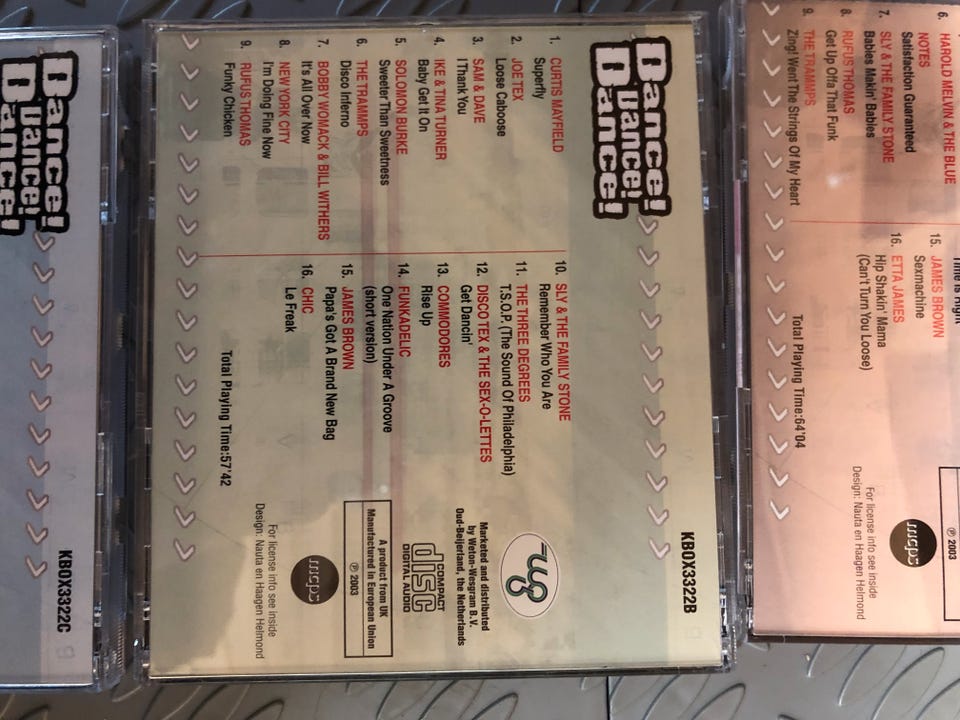 Dance!
Dance!
Dance!
KBOX3322B
1. CURTIS MAYFIELD
Superfly
2. JOE TEX
Loose Caboose
3. SAM & DAVE
I Thank You
4. IKE & TINA TURNER
Baby Get It On
5. SOLOMON BURKE
Sweeter Than Sweetness
6. THE TRAMMPS
Disco Inferno
7. BOBBY WOMACK & BILL WITHERS
It's All Over Now
8. NEW YORK CITY
I'm Doing Fine Now
9. RUFUS THOMAS
Funky Chicken
10. SLY & THE FAMILY STONE
Remember Who You Are
11. THE THREE DEGREES
T.S.O.P. (The Sound Of Philadelphia)
12. DISCO TEX & THE SEX-O-LETTES
Get Dancin'
13. COMMODORES
Rise Up
14. FUNKADELIC
One Nation Under A Groove
(short version)
15. JAMES BROWN
Papa's Got A Brand New Bag
16. CHIC
Le Freak
Total Playing Time:57'42
Marketed and distributed
by Weton-Wesgram B.V.
Oud-Beijerland, the Netherlands
COMPACT
disc
DIGITAL AUDIO
A product from UK
Manufactured in European Union
℗ 2003
mcps
For license info see inside
Design: Nauta en Haagen Helmond
6. HAROLD MELVIN & THE BLUE
NOTES
Satisfaction Guaranteed
7. SLY & THE FAMILY STONE
Babies Makin' Babies
8. RUFUS THOMAS
Get Up Offa That Funk
9. THE TRAMMPS
Zing! Went The Strings Of My Heart
Time Is Right
15. JAMES BROWN
Sexmachine
16. ETTA JAMES
Hip Shakin' Mama
(Can't Turn You Loose)
Total Playing Time:64'04
℗ 2003
mcps
For license info see inside
Design: Nauta en Haagen Helmond
Dance!
Dance!
Dance!
KBOX3322C